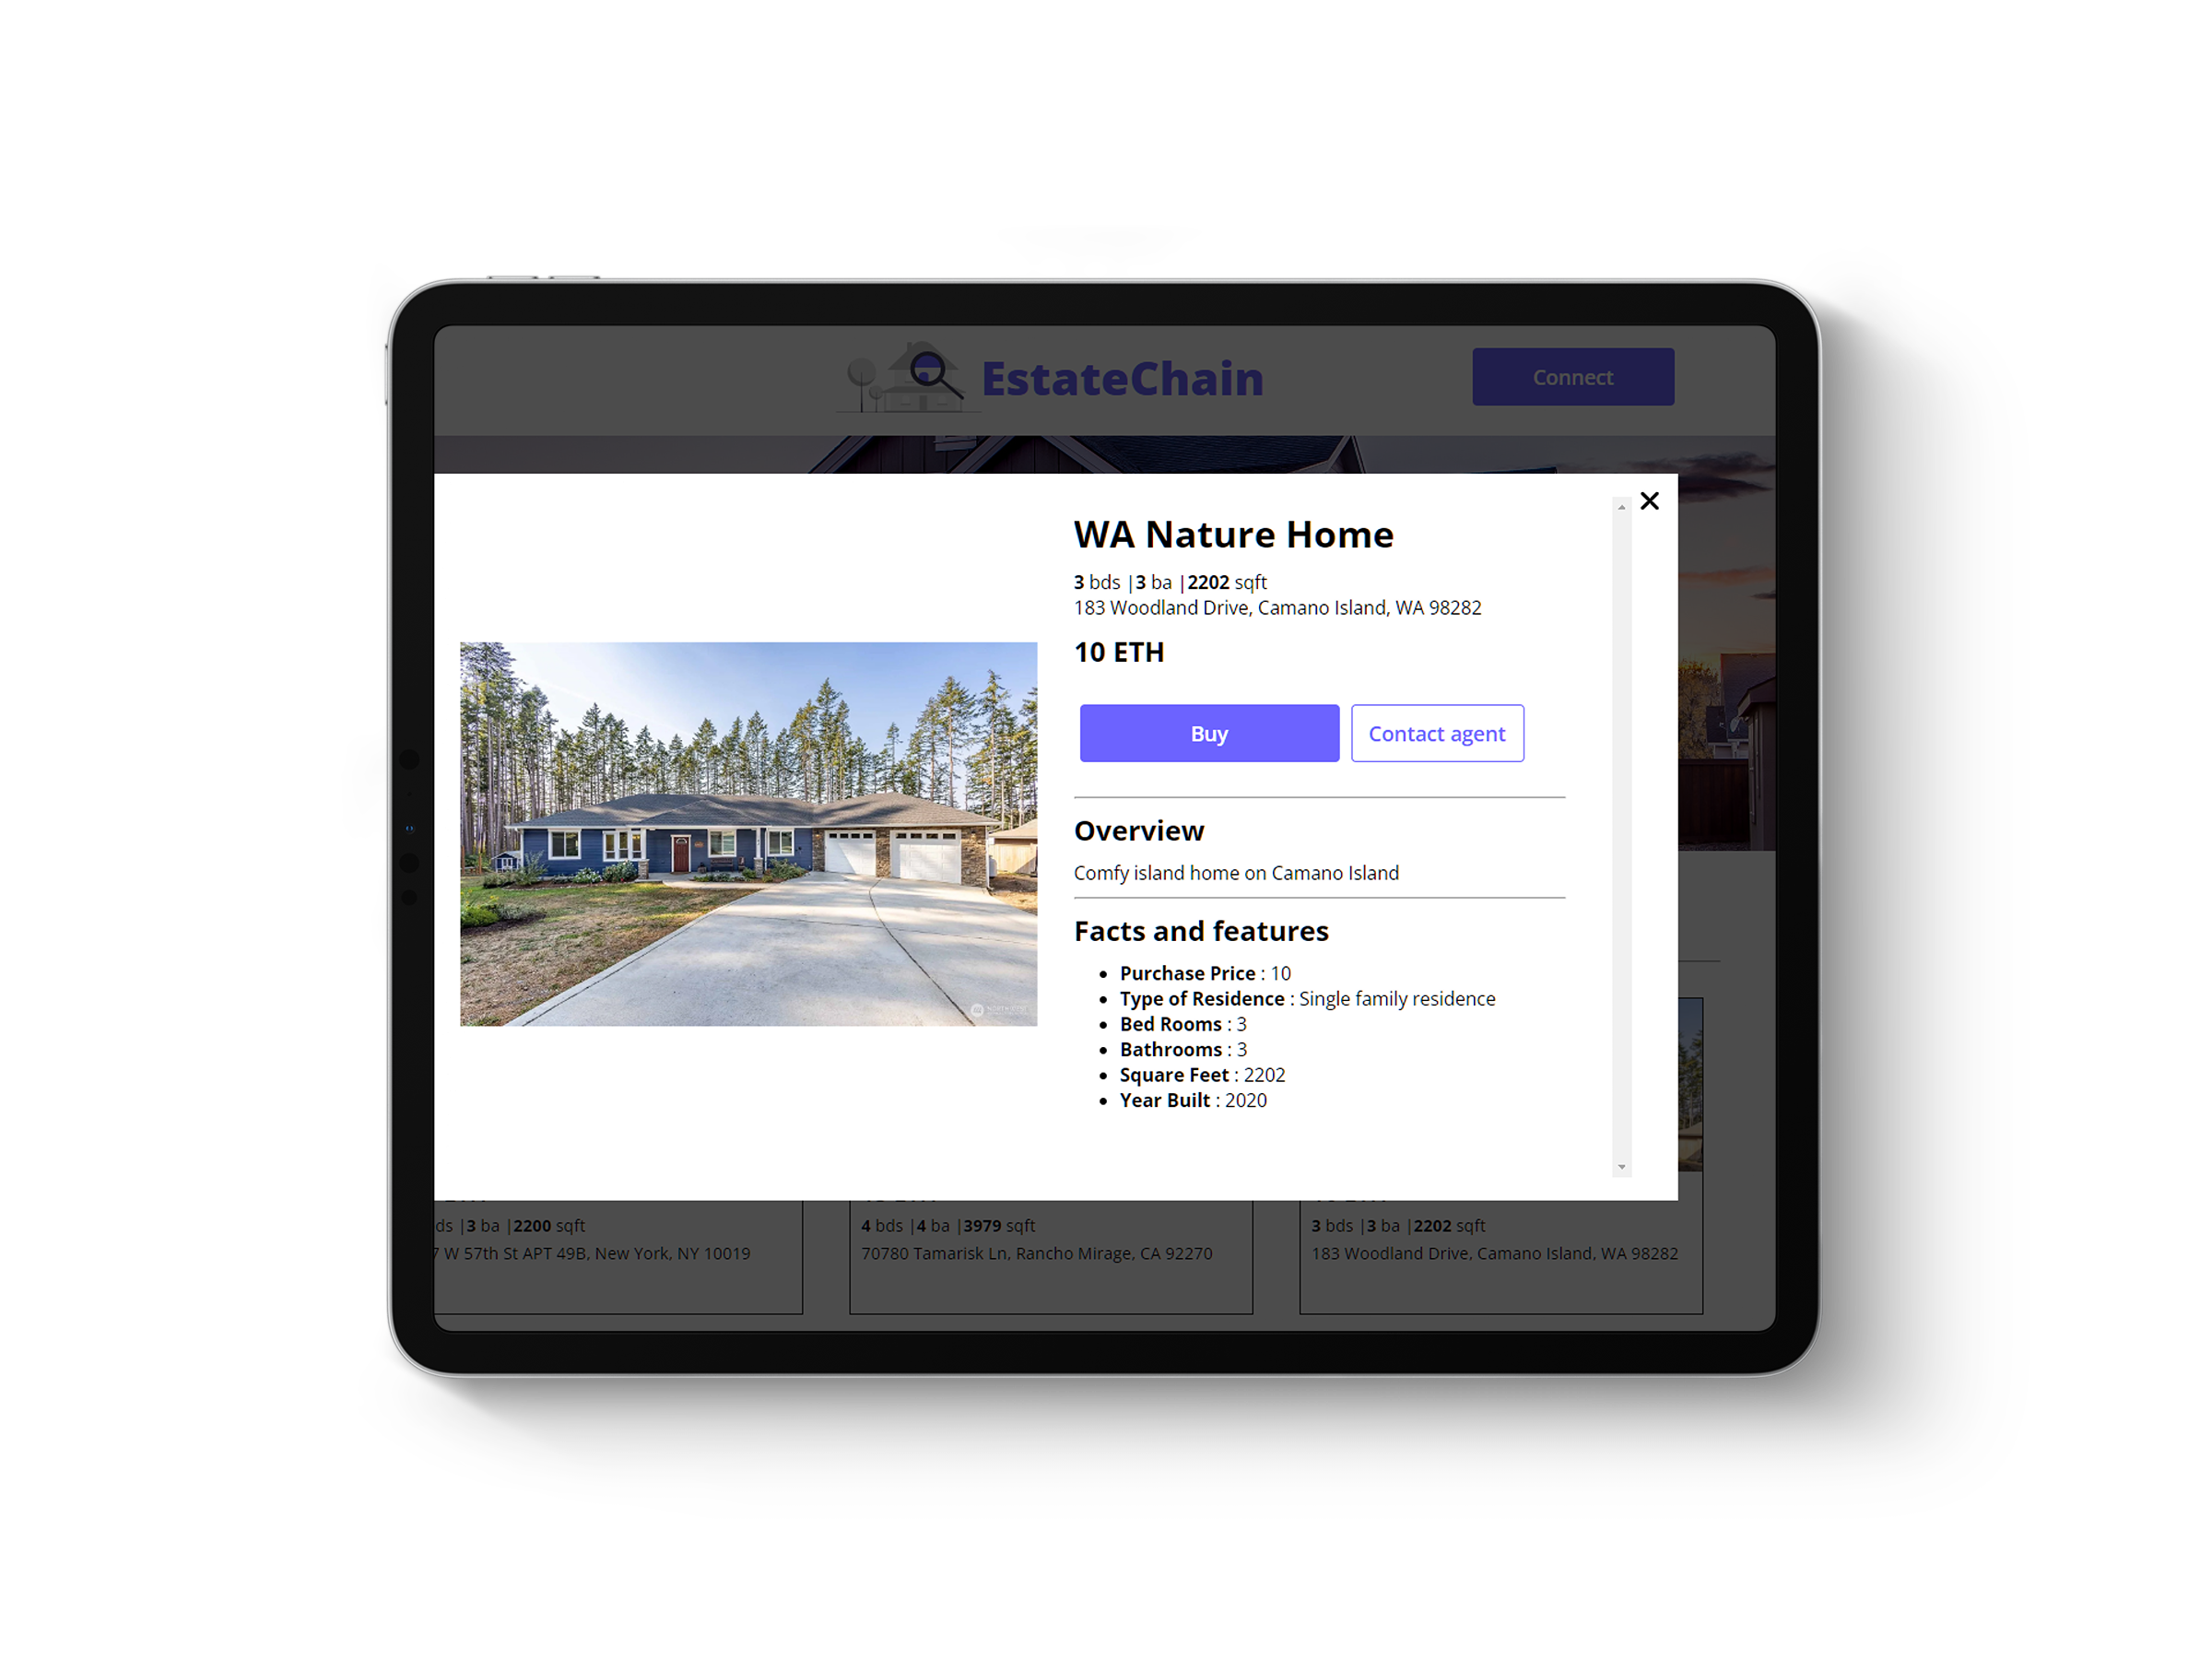 EstateChain
Connect
WA Nature Home
3 bds |3 ba |2202 sqft
183 Woodland Drive, Camano Island, WA 98282
10 ETH
Buy
Contact agent
Overview
Comfy island home on Camano Island
Facts and features
Purchase Price : 10
Type of Residence : Single family residence
Bed Rooms : 3
Bathrooms : 3
Square Feet : 2202
Year Built : 2020
|3 ba |2200 sqft
W 57th St APT 49B, New York, NY 10019
4 bds |4 ba |3979 sqft
70780 Tamarisk Ln, Rancho Mirage, CA 92270
3 bds |3 ba |2202 sqft
183 Woodland Drive, Camano Island, WA 98282